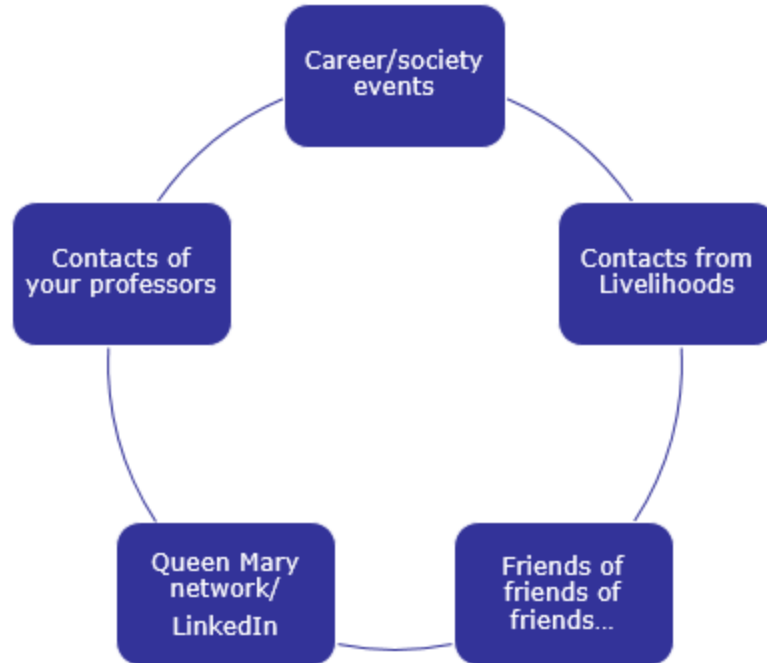 Career/society
events
Contacts from
Livelihoods
Friends of
friends of
friends...
Queen Mary
network/
LinkedIn
Contacts of
your professors